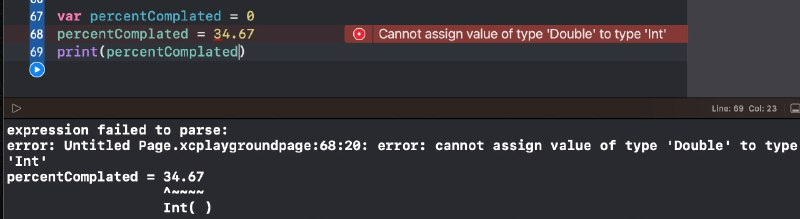 67 var percentComplated = 0
68 percentComplated = 34.67 Cannot assign value of type 'Double' to type 'Int'
69 print(percentComplated)
Line: 69 Col: 23
expression failed to parse:
error: Untitled Page.xcplaygroundpage:68:20: error: cannot assign value of type 'Double' to type
'Int'
percentComplated = 34.67
^~~~~
Int( )